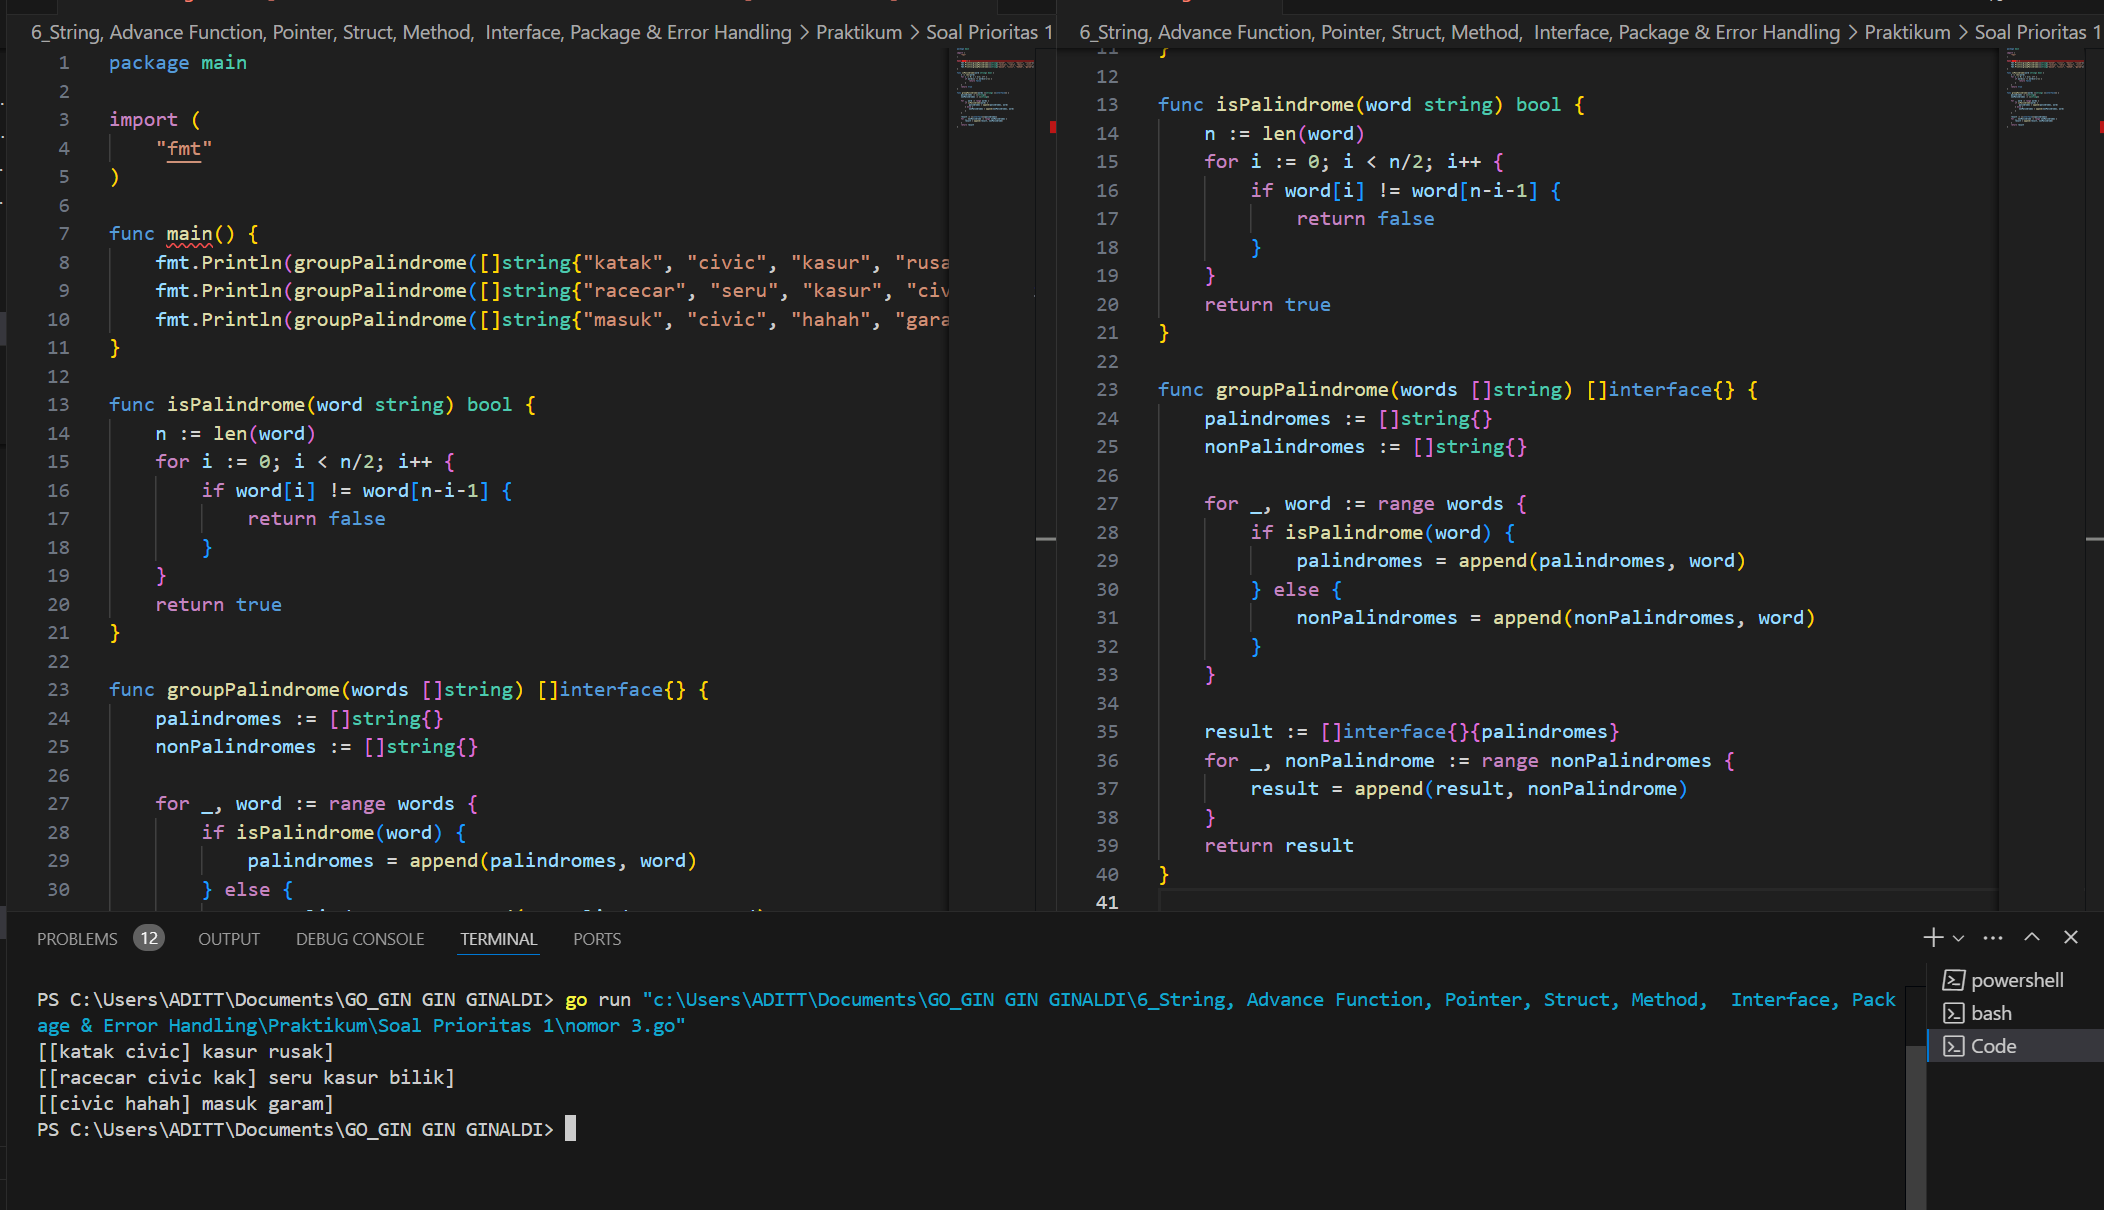 6_String, Advance Function, Pointer, Struct, Method,  Interface, Package & Error Handling > Praktikum > Soal Prioritas 1
1 package main
2
3 import (
4     "fmt"
5 )
6
7 func main() {
8     fmt.Println(groupPalindrome([]string{"katak", "civic", "kasur", "rusa
9     fmt.Println(groupPalindrome([]string{"racecar", "seru", "kasur", "civ
10     fmt.Println(groupPalindrome([]string{"masuk", "civic", "hahah", "gara
11 }
12
13 func isPalindrome(word string) bool {
14     n := len(word)
15     for i := 0; i < n/2; i++ {
16         if word[i] != word[n-i-1] {
17             return false
18         }
19     }
20     return true
21 }
22
23 func groupPalindrome(words []string) []interface{} {
24     palindromes := []string{}
25     nonPalindromes := []string{}
26
27     for _, word := range words {
28         if isPalindrome(word) {
29             palindromes = append(palindromes, word)
30         } else {
6_String, Advance Function, Pointer, Struct, Method,  Interface, Package & Error Handling > Praktikum > Soal Prioritas 1
11 }
12
13 func isPalindrome(word string) bool {
14     n := len(word)
15     for i := 0; i < n/2; i++ {
16         if word[i] != word[n-i-1] {
17             return false
18         }
19     }
20     return true
21 }
22
23 func groupPalindrome(words []string) []interface{} {
24     palindromes := []string{}
25     nonPalindromes := []string{}
26
27     for _, word := range words {
28         if isPalindrome(word) {
29             palindromes = append(palindromes, word)
30         } else {
31             nonPalindromes = append(nonPalindromes, word)
32         }
33     }
34
35     result := []interface{}{palindromes}
36     for _, nonPalindrome := range nonPalindromes {
37         result = append(result, nonPalindrome)
38     }
39     return result
40 }
41
PROBLEMS 12 OUTPUT DEBUG CONSOLE TERMINAL PORTS
PS C:\Users\ADITT\Documents\GO_GIN GIN GINALDI> go run "c:\Users\ADITT\Documents\GO_GIN GIN GINALDI\6_String, Advance Function, Pointer, Struct, Method,  Interface, Pack
age & Error Handling\Praktikum\Soal Prioritas 1\nomor 3.go"
[[katak civic] kasur rusak]
[[racecar civic kak] seru kasur bilik]
[[civic hahah] masuk garam]
PS C:\Users\ADITT\Documents\GO_GIN GIN GINALDI>
powershell
bash
Code